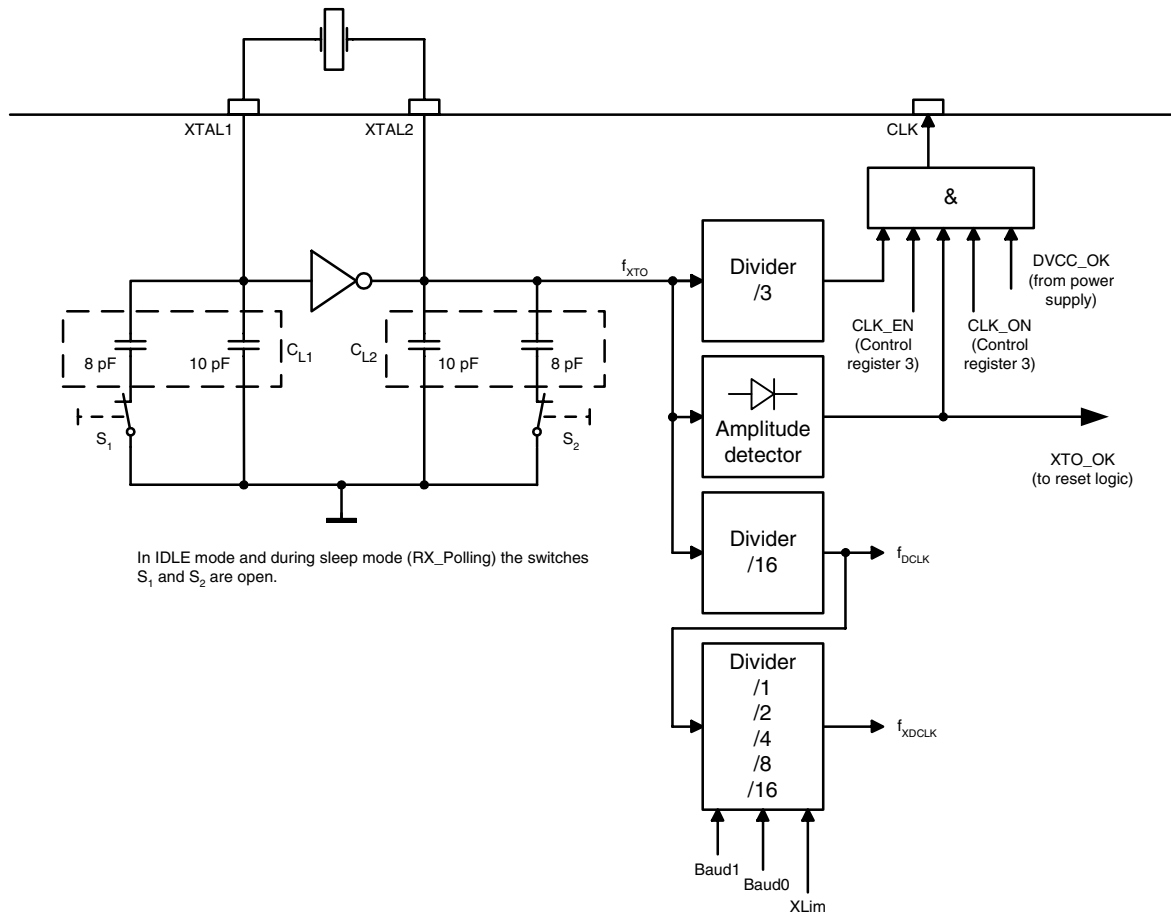 XTAL1
XTAL2
CLK
&
DVCC_OK
(from power
supply)
CLK_EN
(Control
register 3)
CLK_ON
(Control
register 3)
fXTO
Divider
/3
8 pF
10 pF
CL1
CL2
10 pF
8 pF
S1
S2
Amplitude
detector
XTO_OK
(to reset logic)
In IDLE mode and during sleep mode (RX_Polling) the switches
S1 and S2 are open.
Divider
/16
fDCLK
Divider
/1
/2
/4
/8
/16
fXDCLK
Baud1
Baud0
XLim